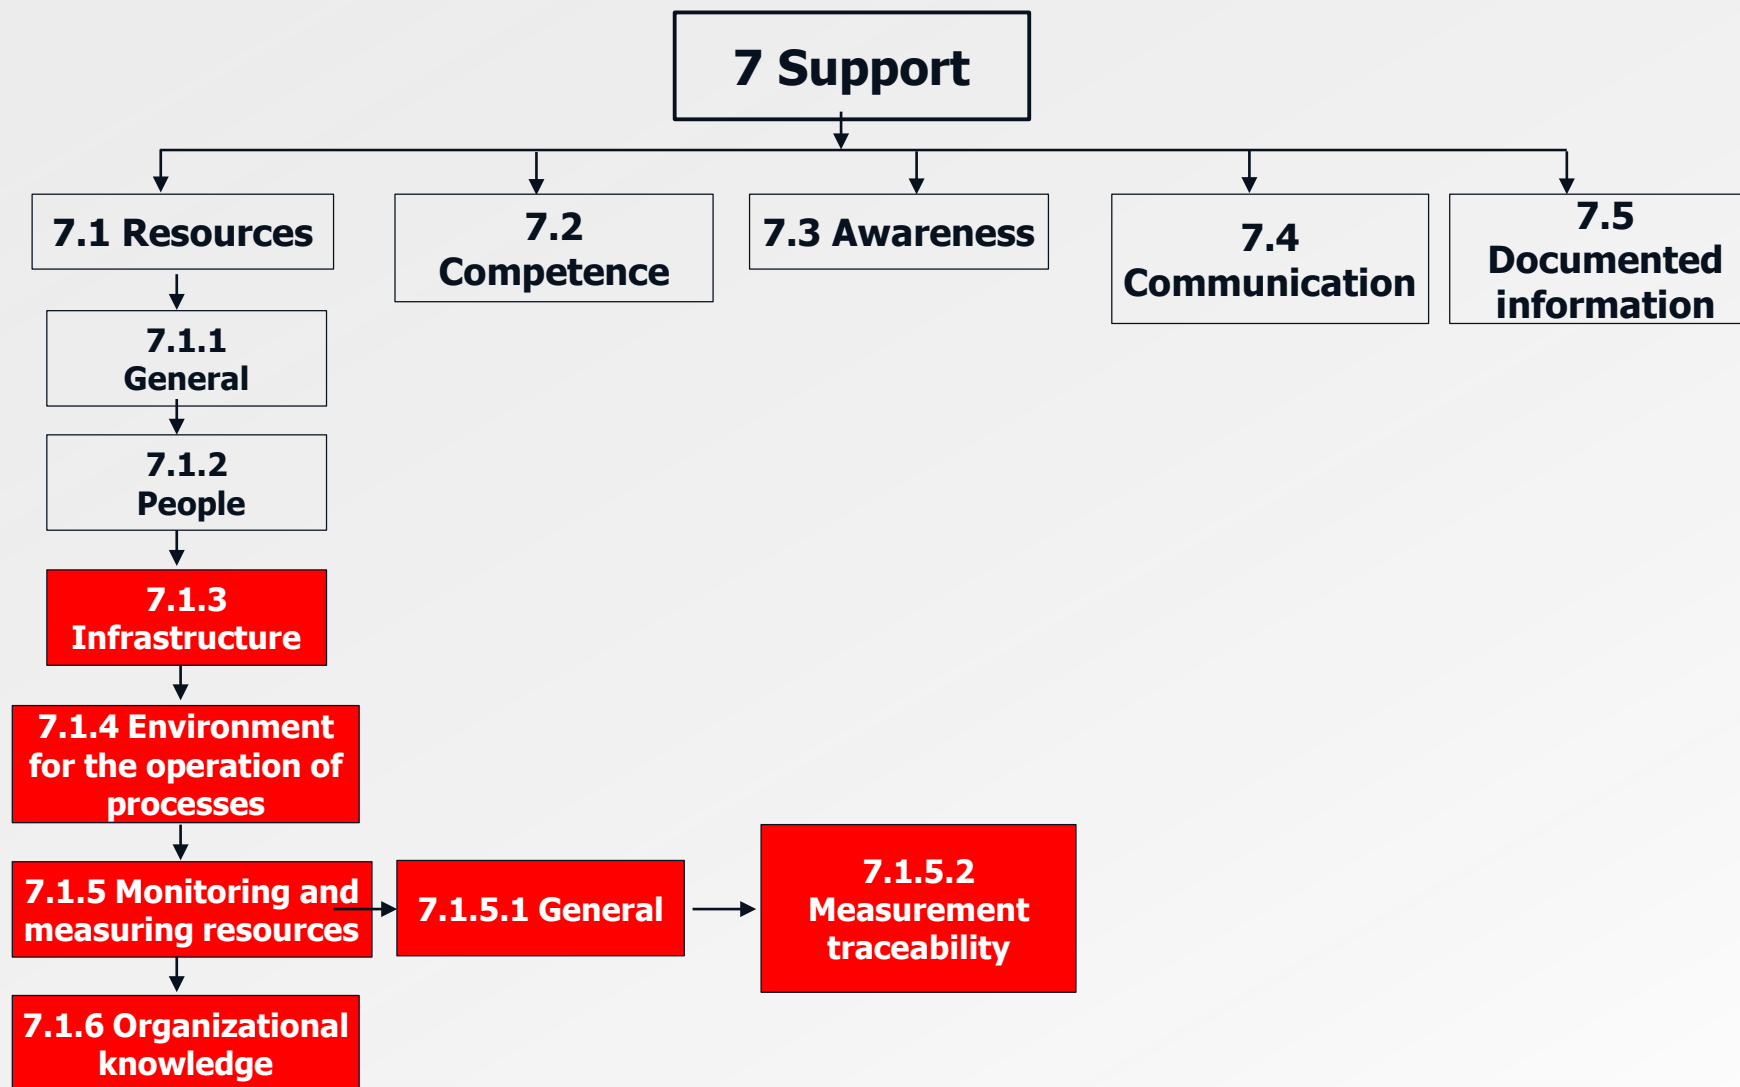 7 Support
7.1 Resources
7.2
Competence
7.3 Awareness
7.4
Communication
7.5
Documented
information
7.1.1
General
7.1.2
People
7.1.3
Infrastructure
7.1.4 Environment
for the operation of
processes
7.1.5 Monitoring and
measuring resources
7.1.5.1 General
7.1.5.2
Measurement
traceability
7.1.6 Organizational
knowledge